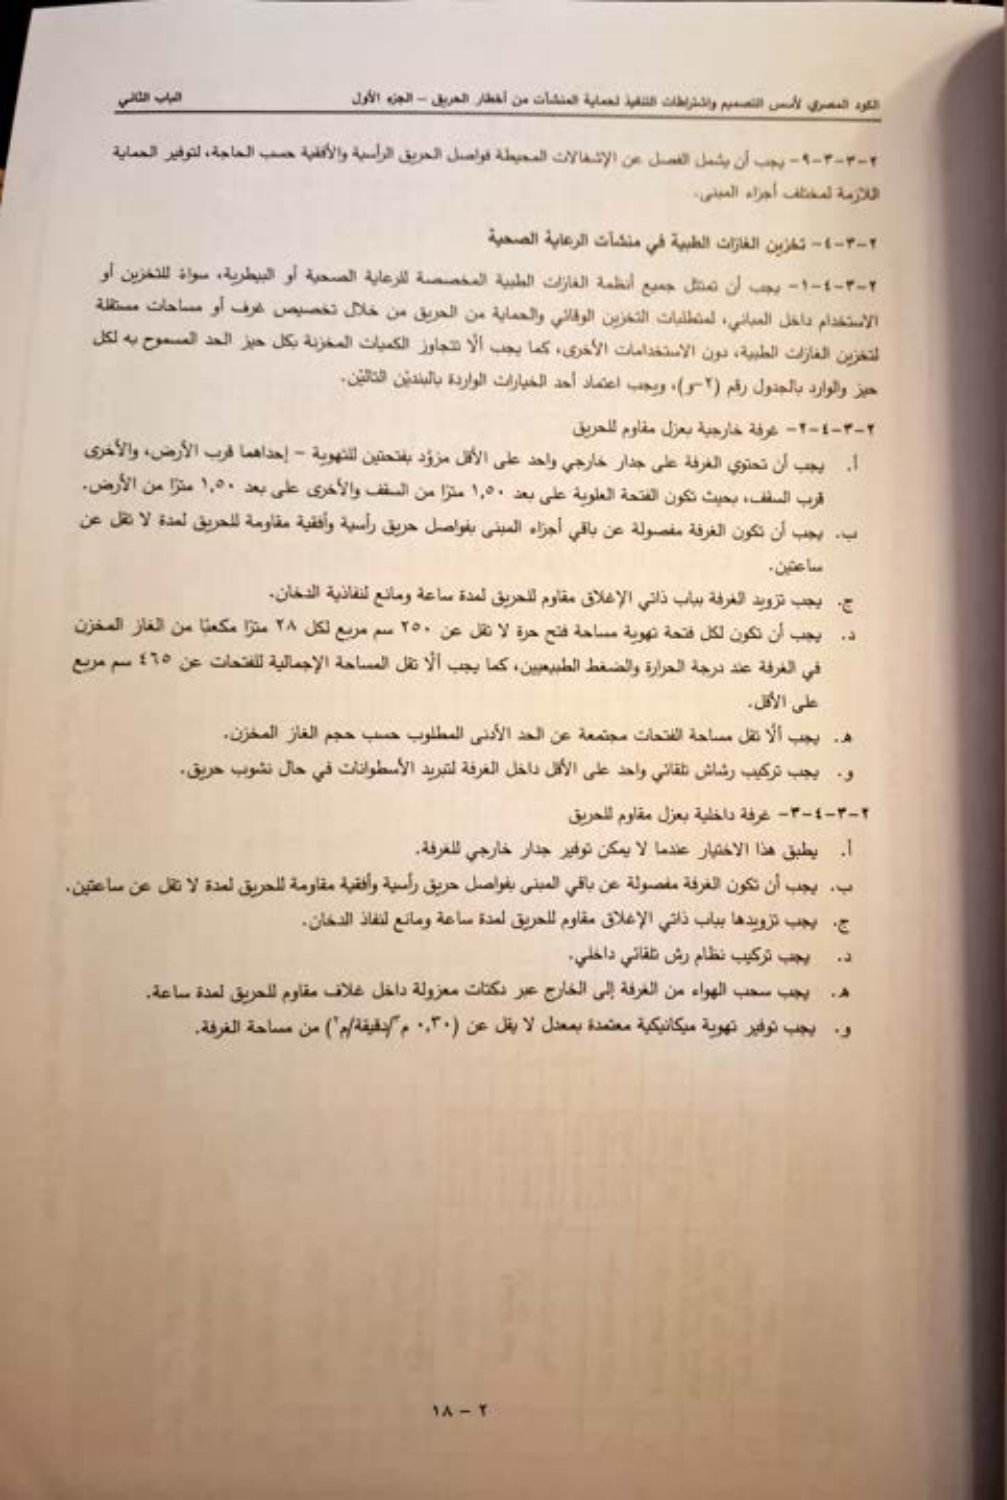 الكود المصري لأسس التصميم واشتراطات التنفيذ لحماية المنشآت من أخطار الحريق – الجزء الأول الباب الثاني
٢-٣-٣-٩- يجب أن يشمل الفصل عن الإشغالات المحيطة فواصل الحريق الرأسية والأفقية حسب الحاجة، لتوفير الحماية
اللازمة لمختلف أجزاء المبنى.
٢-٣-٤- تخزين الغازات الطبية في منشآت الرعاية الصحية
٢-٣-٤-١- يجب أن تمتثل جميع أنظمة الغازات الطبية المخصصة للرعاية الصحية أو البيطرية، سواءً للتخزين أو
الاستخدام داخل المباني، لمتطلبات التخزين الوقائي والحماية من الحريق من خلال تخصيص غرف أو مساحات مستقلة
لتخزين الغازات الطبية، دون الاستخدامات الأخرى، كما يجب ألا تتجاوز الكميات المخزنة بكل حيز الحد المسموح به لكل
حيز والوارد بالجدول رقم (٢-و)، ويجب اعتماد أحد الخيارات الواردة بالبنديْن التاليْن.
٢-٣-٤-٢- غرفة خارجية بعزل مقاوم للحريق
أ. يجب أن تحتوي الغرفة على جدار خارجي واحد على الأقل مزوَّد بفتحتين للتهوية – إحداهما قرب الأرض، والأخرى
قرب السقف، بحيث تكون الفتحة العلوية على بعد ١,٥٠ مترًا من السقف والأخرى على بعد ١,٥٠ مترًا من الأرض.
ب. يجب أن تكون الغرفة مفصولة عن باقي أجزاء المبنى بفواصل حريق رأسية وأفقية مقاومة للحريق لمدة لا تقل عن
ساعتين.
ج. يجب تزويد الغرفة بباب ذاتي الإغلاق مقاوم للحريق لمدة ساعة ومانع لنفاذية الدخان.
د. يجب أن تكون لكل فتحة تهوية مساحة فتح حرة لا تقل عن ٢٥٠ سم مربع لكل ٢٨ مترًا مكعبًا من الغاز المخزن
في الغرفة عند درجة الحرارة والضغط الطبيعيين، كما يجب ألا تقل المساحة الإجمالية للفتحات عن ٤٦٥ سم مربع
على الأقل.
هـ. يجب ألا تقل مساحة الفتحات مجتمعة عن الحد الأدنى المطلوب حسب حجم الغاز المخزن.
و. يجب تركيب رشاش تلقائي واحد على الأقل داخل الغرفة لتبريد الأسطوانات في حال نشوب حريق.
٢-٣-٤-٣- غرفة داخلية بعزل مقاوم للحريق
أ. يطبق هذا الاختيار عندما لا يمكن توفير جدار خارجي للغرفة.
ب. يجب أن تكون الغرفة مفصولة عن باقي المبنى بفواصل حريق رأسية وأفقية مقاومة للحريق لمدة لا تقل عن ساعتين.
ج. يجب تزويدها بباب ذاتي الإغلاق مقاوم للحريق لمدة ساعة ومانع لنفاذ الدخان.
د. يجب تركيب نظام رش تلقائي داخلي.
هـ. يجب سحب الهواء من الغرفة إلى الخارج عبر دكتات معزولة داخل غلاف مقاوم للحريق لمدة ساعة.
و. يجب توفير تهوية ميكانيكية معتمدة بمعدل لا يقل عن (٠,٣٠ م٣/دقيقة/م٢) من مساحة الغرفة.
٢ – ١٨